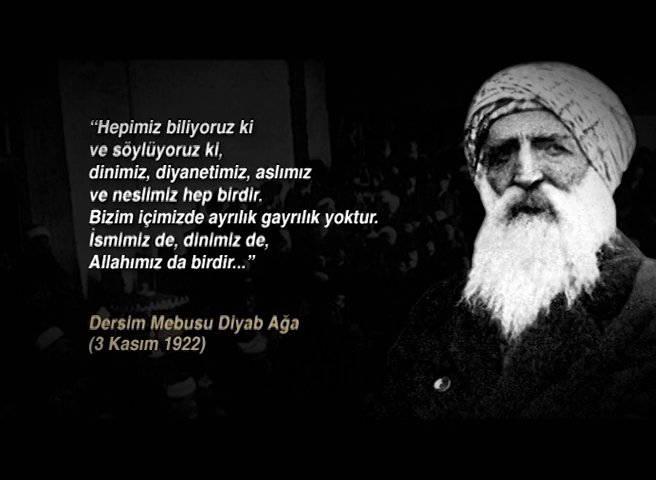 “Hepimiz biliyoruz ki
ve söylüyoruz ki,
dinimiz, diyanetimiz, aslımız
ve neslimiz hep birdir.
Bizim içimizde ayrılık gayrılık yoktur.
İsmimiz de, dinimiz de,
Allahımız da birdir...”
Dersim Mebusu Diyab Ağa
(3 Kasım 1922)